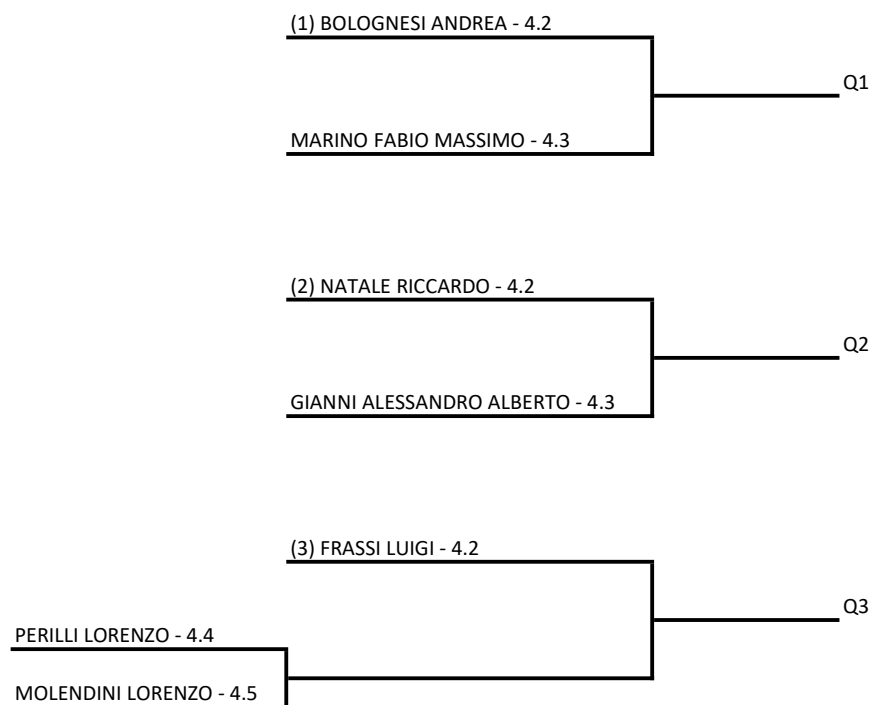 (1) BOLOGNESI ANDREA - 4.2
Q1
MARINO FABIO MASSIMO - 4.3
(2) NATALE RICCARDO - 4.2
Q2
GIANNI ALESSANDRO ALBERTO - 4.3
(3) FRASSI LUIGI - 4.2
Q3
PERILLI LORENZO - 4.4
MOLENDINI LORENZO - 4.5